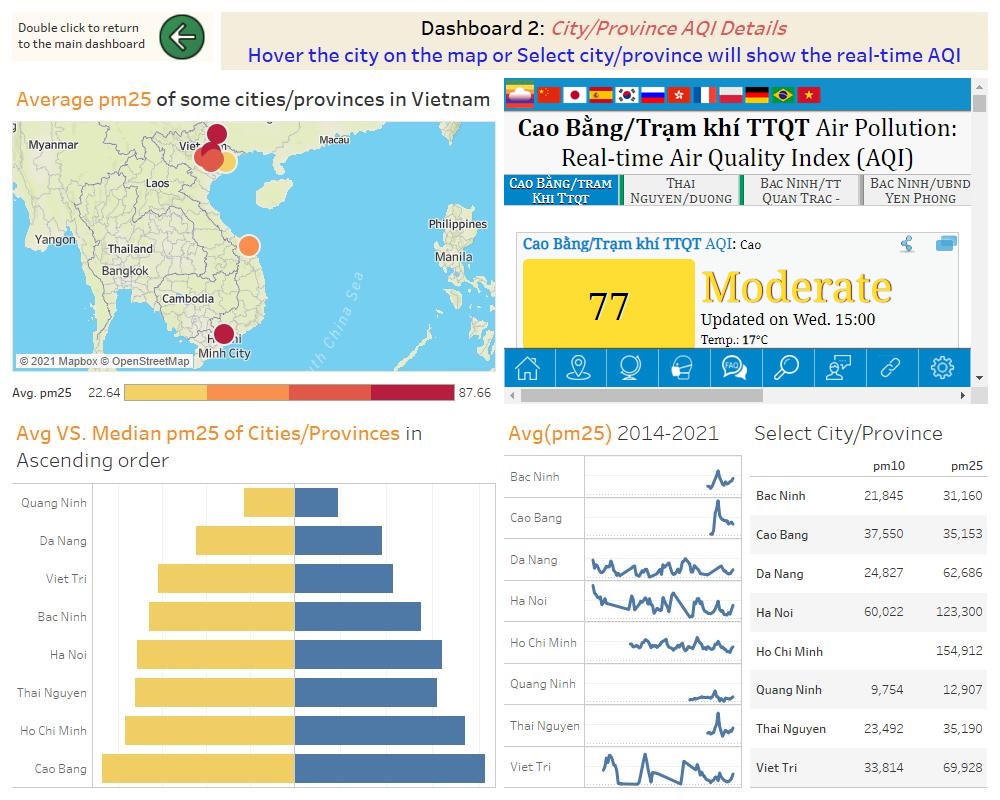 Double click to return
to the main dashboard
Dashboard 2: City/Province AQI Details
Hover the city on the map or Select city/province will show the real-time AQI
Average pm25 of some cities/provinces in Vietnam
Myanmar
Macau
Laos
Yangon
Thailand
Bangkok
Philippines
Manila
Cambodia
Minh City
© 2021 Mapbox © OpenStreetMap
Avg. pm25 22.64 87.66
Cao Bằng/Trạm khí TTQT Air Pollution:
Real-time Air Quality Index (AQI)
CAO BẰNG/TRẠM
KHÍ TTQT
THAI
NGUYEN/DUONG
BAC NINH/TT
QUAN TRAC -
BAC NINH/UBND
YEN PHONG
Cao Bằng/Trạm khí TTQT AQI: Cao
77
Moderate
Updated on Wed. 15:00
Temp.: 17°C
FAQ
Avg VS. Median pm25 of Cities/Provinces in
Ascending order
Quang Ninh
Da Nang
Viet Tri
Bac Ninh
Ha Noi
Thai Nguyen
Ho Chi Minh
Cao Bang
Avg(pm25) 2014-2021
Bac Ninh
Cao Bang
Da Nang
Ha Noi
Ho Chi Minh
Quang Ninh
Thai Nguyen
Viet Tri
Select City/Province
pm10 pm25
Bac Ninh 21,845 31,160
Cao Bang 37,550 35,153
Da Nang 24,827 62,686
Ha Noi 60,022 123,300
Ho Chi Minh 154,912
Quang Ninh 9,754 12,907
Thai Nguyen 23,492 35,190
Viet Tri 33,814 69,928